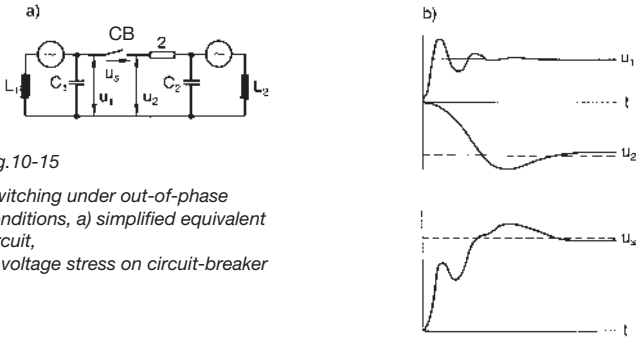 a)
CB
2
L₁
C₁
uₛ
u₁
u₂
C₂
L₂
g.10-15
witching under out-of-phase
onditions, a) simplified equivalent
rcuit,
voltage stress on circuit-breaker
b)
u₁
t
u₂
uₛ
t